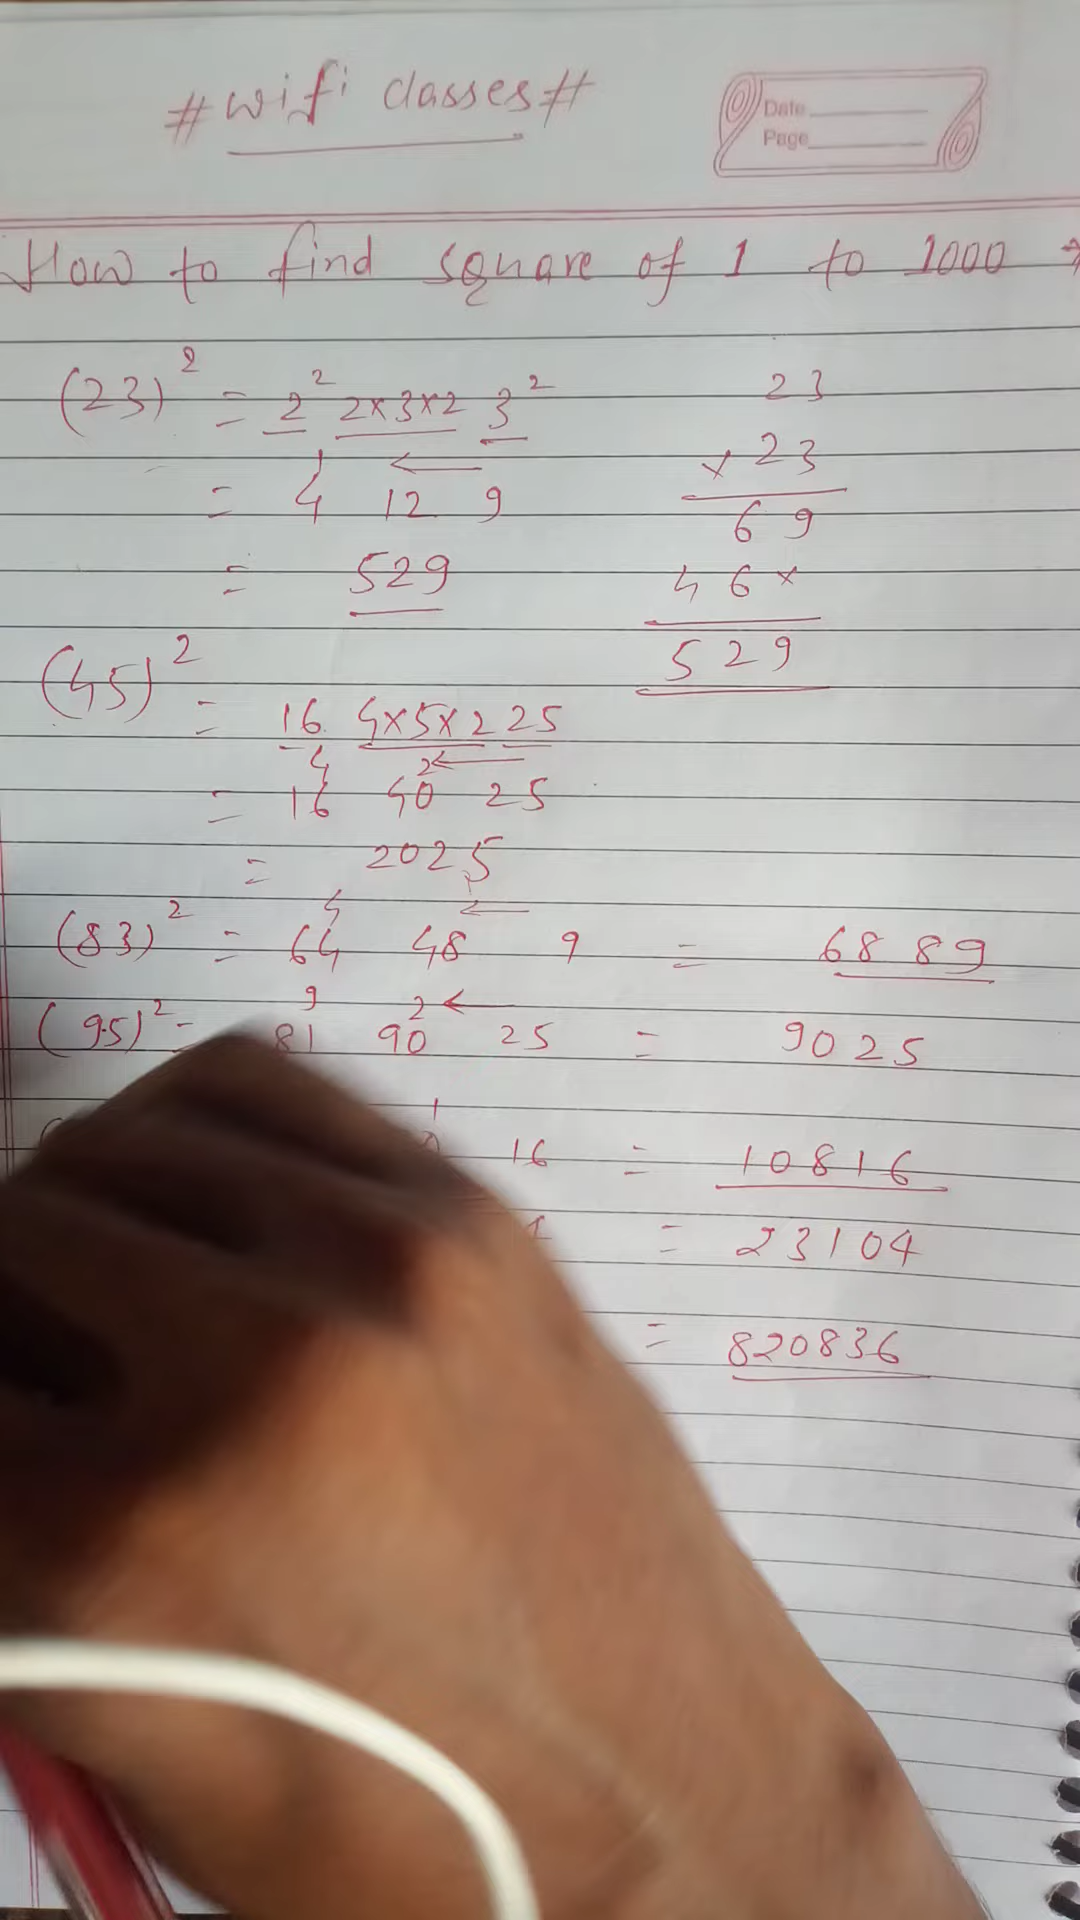 #wifi classes#
Date
Page
How to find square of 1 to 1000 →
(23)² = 2² 2×3×2 3²
= 4 12 9
= 529
23
× 23
69
46×
529
(45)² = 16 4×5×2 25
= 16 40 25
= 2025
(83)² = 64 48 9 = 6889
(95)² = 81 90 25 = 9025
16 = 10816
= 23104
= 820836